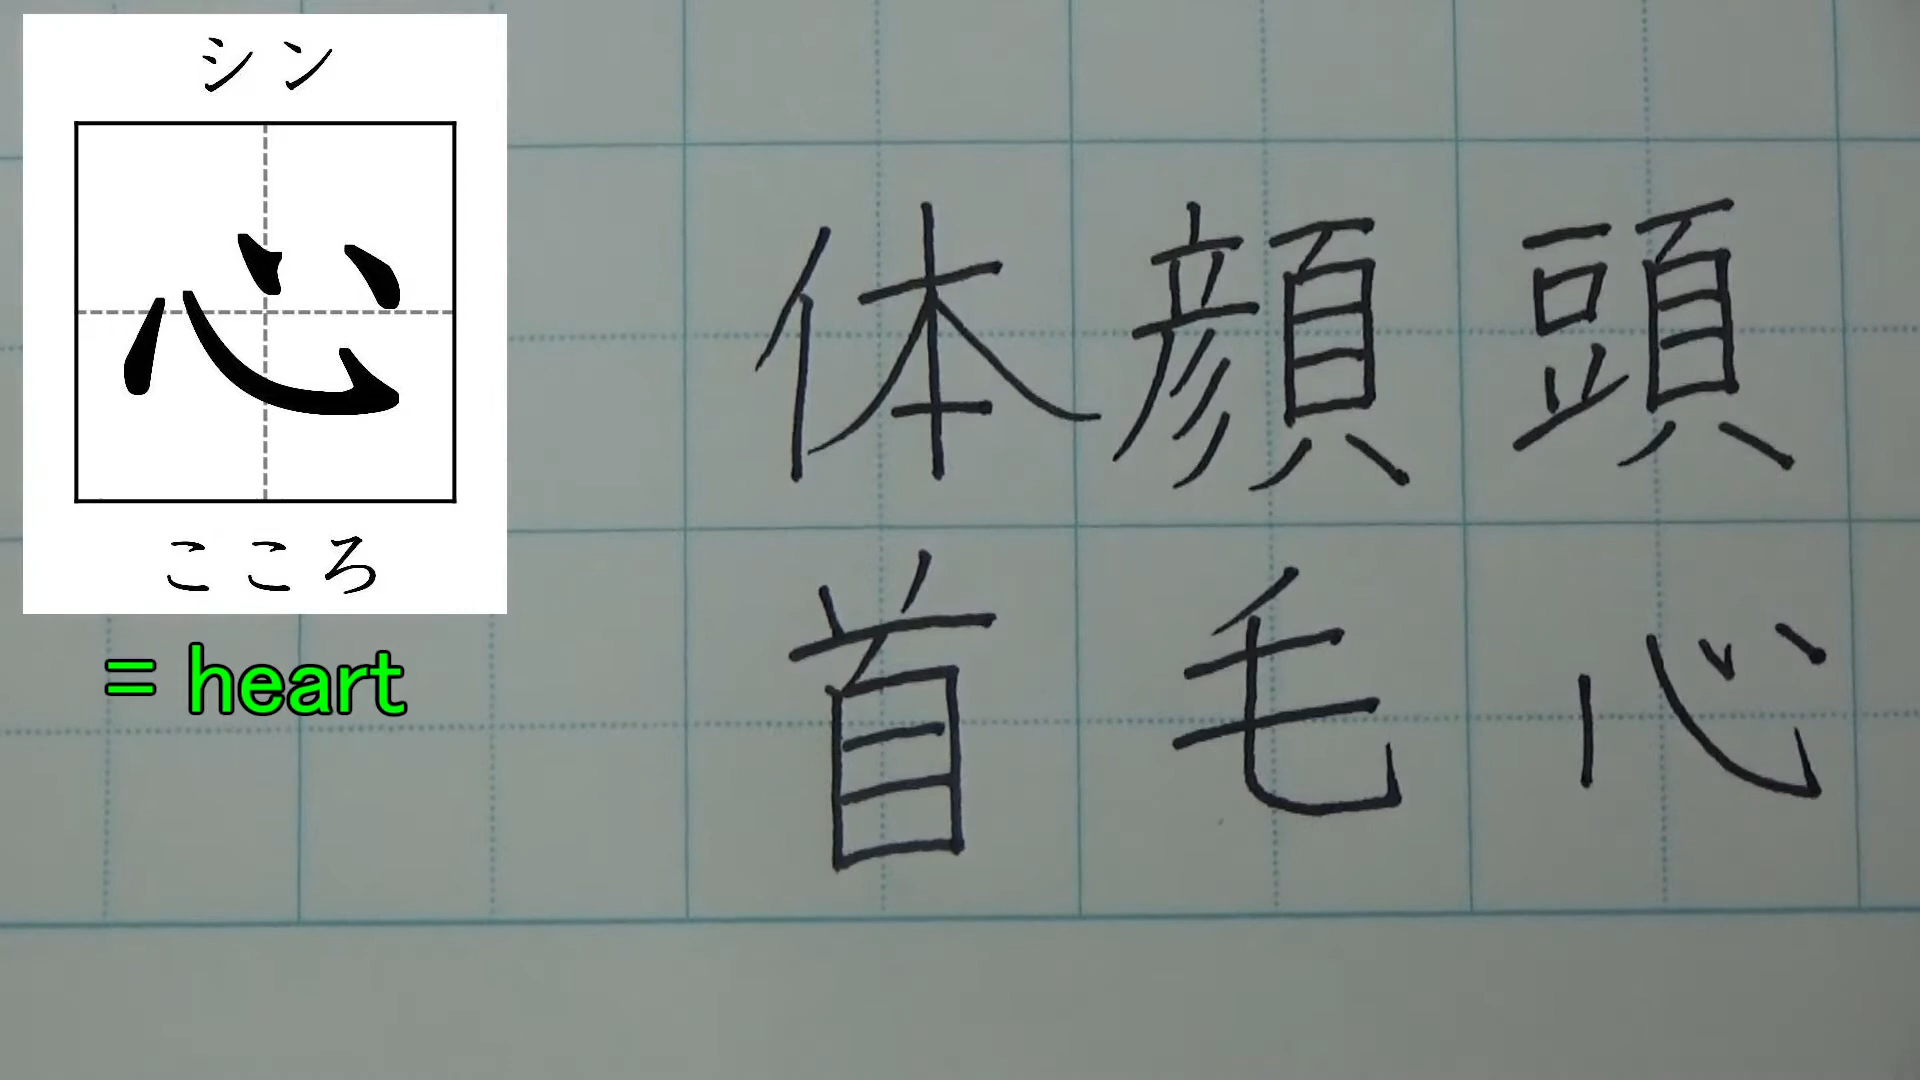 シン
心
こころ
= heart
体顔頭
首毛心